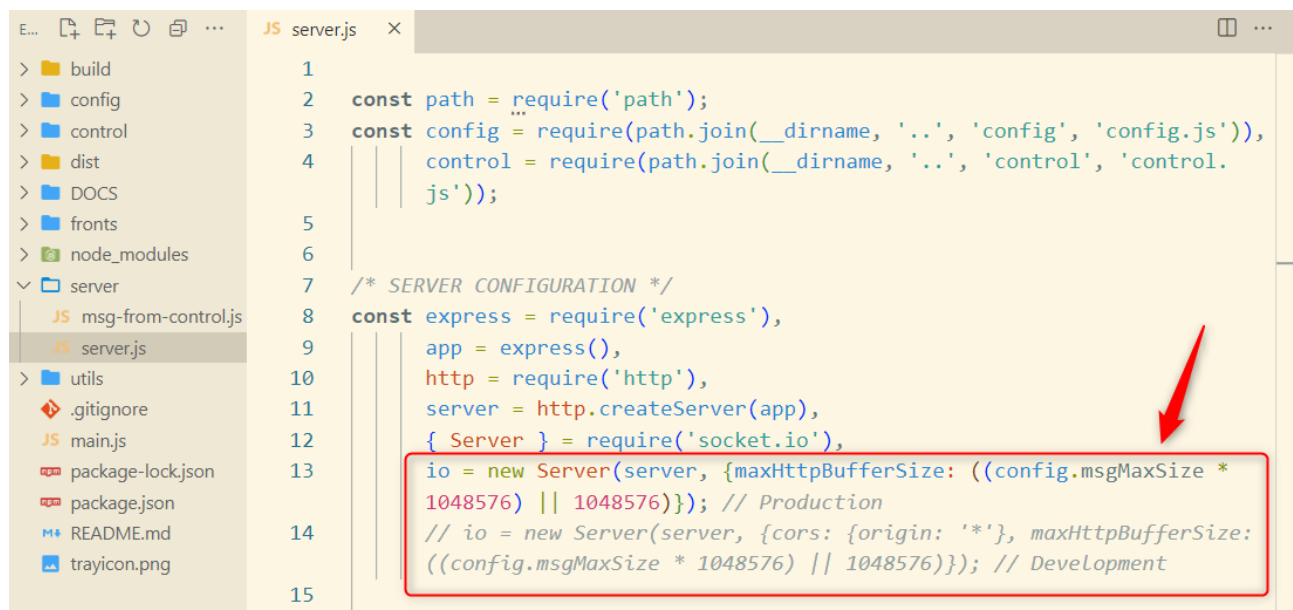 E... ...
JS server.js ×
...
build
config
control
dist
DOCS
fronts
node_modules
server
JS msg-from-control.js
JS server.js
utils
.gitignore
JS main.js
package-lock.json
package.json
M↓ README.md
trayicon.png
1
2 const path = require('path');
3 const config = require(path.join(__dirname, '..', 'config', 'config.js')),
4 control = require(path.join(__dirname, '..', 'control', 'control.
js'));
5
6
7 /* SERVER CONFIGURATION */
8 const express = require('express'),
9 app = express(),
10 http = require('http'),
11 server = http.createServer(app),
12 { Server } = require('socket.io'),
13 io = new Server(server, {maxHttpBufferSize: ((config.msgMaxSize *
1048576) || 1048576)}); // Production
14 // io = new Server(server, {cors: {origin: '*'}, maxHttpBufferSize:
((config.msgMaxSize * 1048576) || 1048576)}); // Development
15